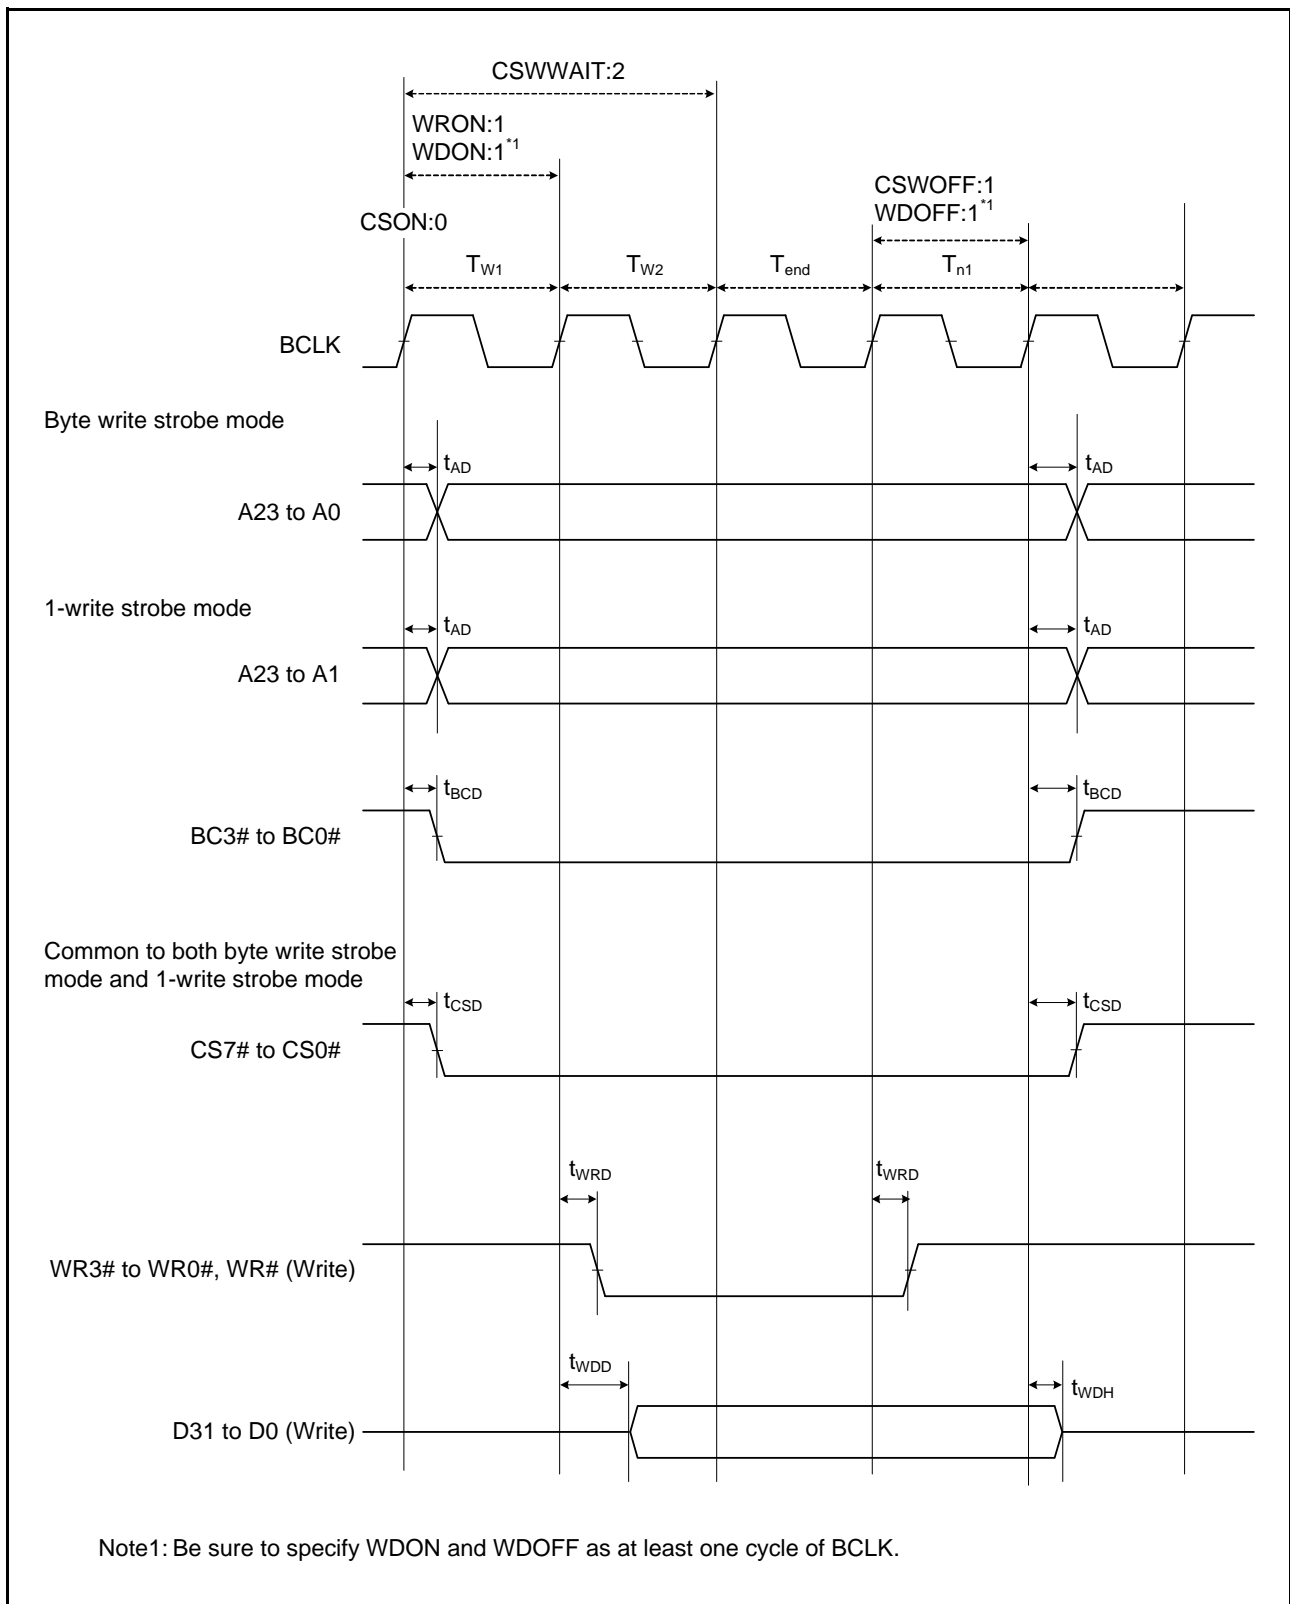 CSWWAIT:2
WRON:1
WDON:1*1
CSWOFF:1
WDOFF:1*1
CSON:0
TW1 TW2 Tend Tn1
BCLK
Byte write strobe mode
tAD tAD
A23 to A0
1-write strobe mode
tAD tAD
A23 to A1
tBCD tBCD
BC3# to BC0#
Common to both byte write strobe
mode and 1-write strobe mode
tCSD tCSD
CS7# to CS0#
tWRD tWRD
WR3# to WR0#, WR# (Write)
tWDD tWDH
D31 to D0 (Write)
Note1: Be sure to specify WDON and WDOFF as at least one cycle of BCLK.